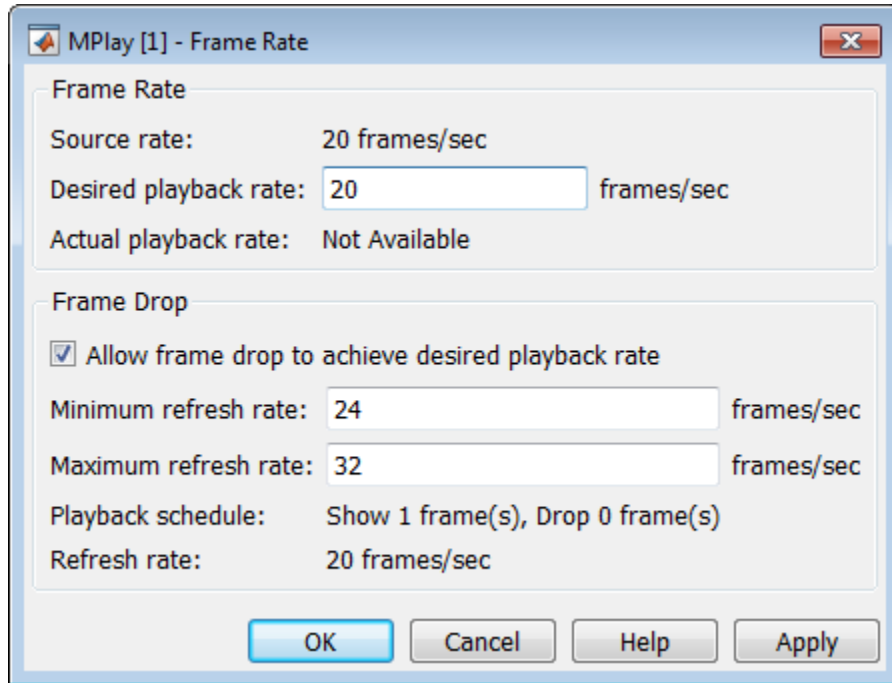 MPlay [1] - Frame Rate
Frame Rate
Source rate: 20 frames/sec
Desired playback rate: 20 frames/sec
Actual playback rate: Not Available
Frame Drop
Allow frame drop to achieve desired playback rate
Minimum refresh rate: 24 frames/sec
Maximum refresh rate: 32 frames/sec
Playback schedule: Show 1 frame(s), Drop 0 frame(s)
Refresh rate: 20 frames/sec
OK Cancel Help Apply